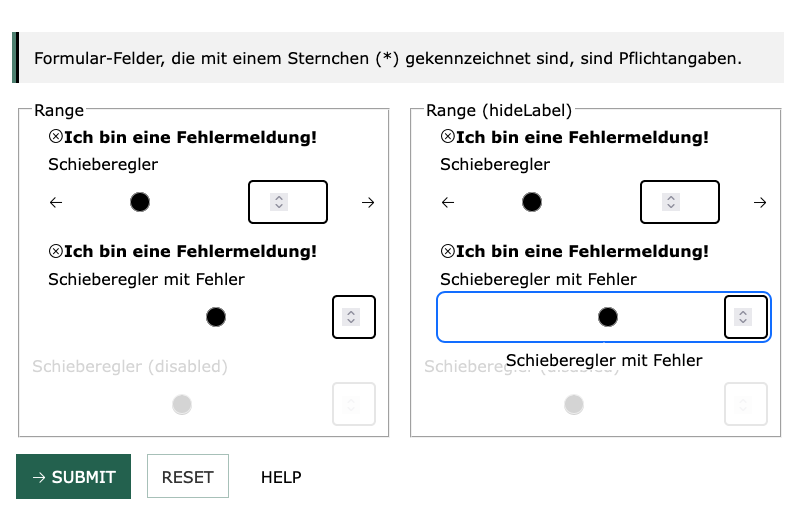 Formular-Felder, die mit einem Sternchen (*) gekennzeichnet sind, sind Pflichtangaben.
Range
Ich bin eine Fehlermeldung!
Schieberegler
Ich bin eine Fehlermeldung!
Schieberegler mit Fehler
Schieberegler (disabled)
Range (hideLabel)
Ich bin eine Fehlermeldung!
Schieberegler
Ich bin eine Fehlermeldung!
Schieberegler mit Fehler
Schieberegler mit Fehler
Schieberegler (disabled)
→ SUBMIT
RESET
HELP